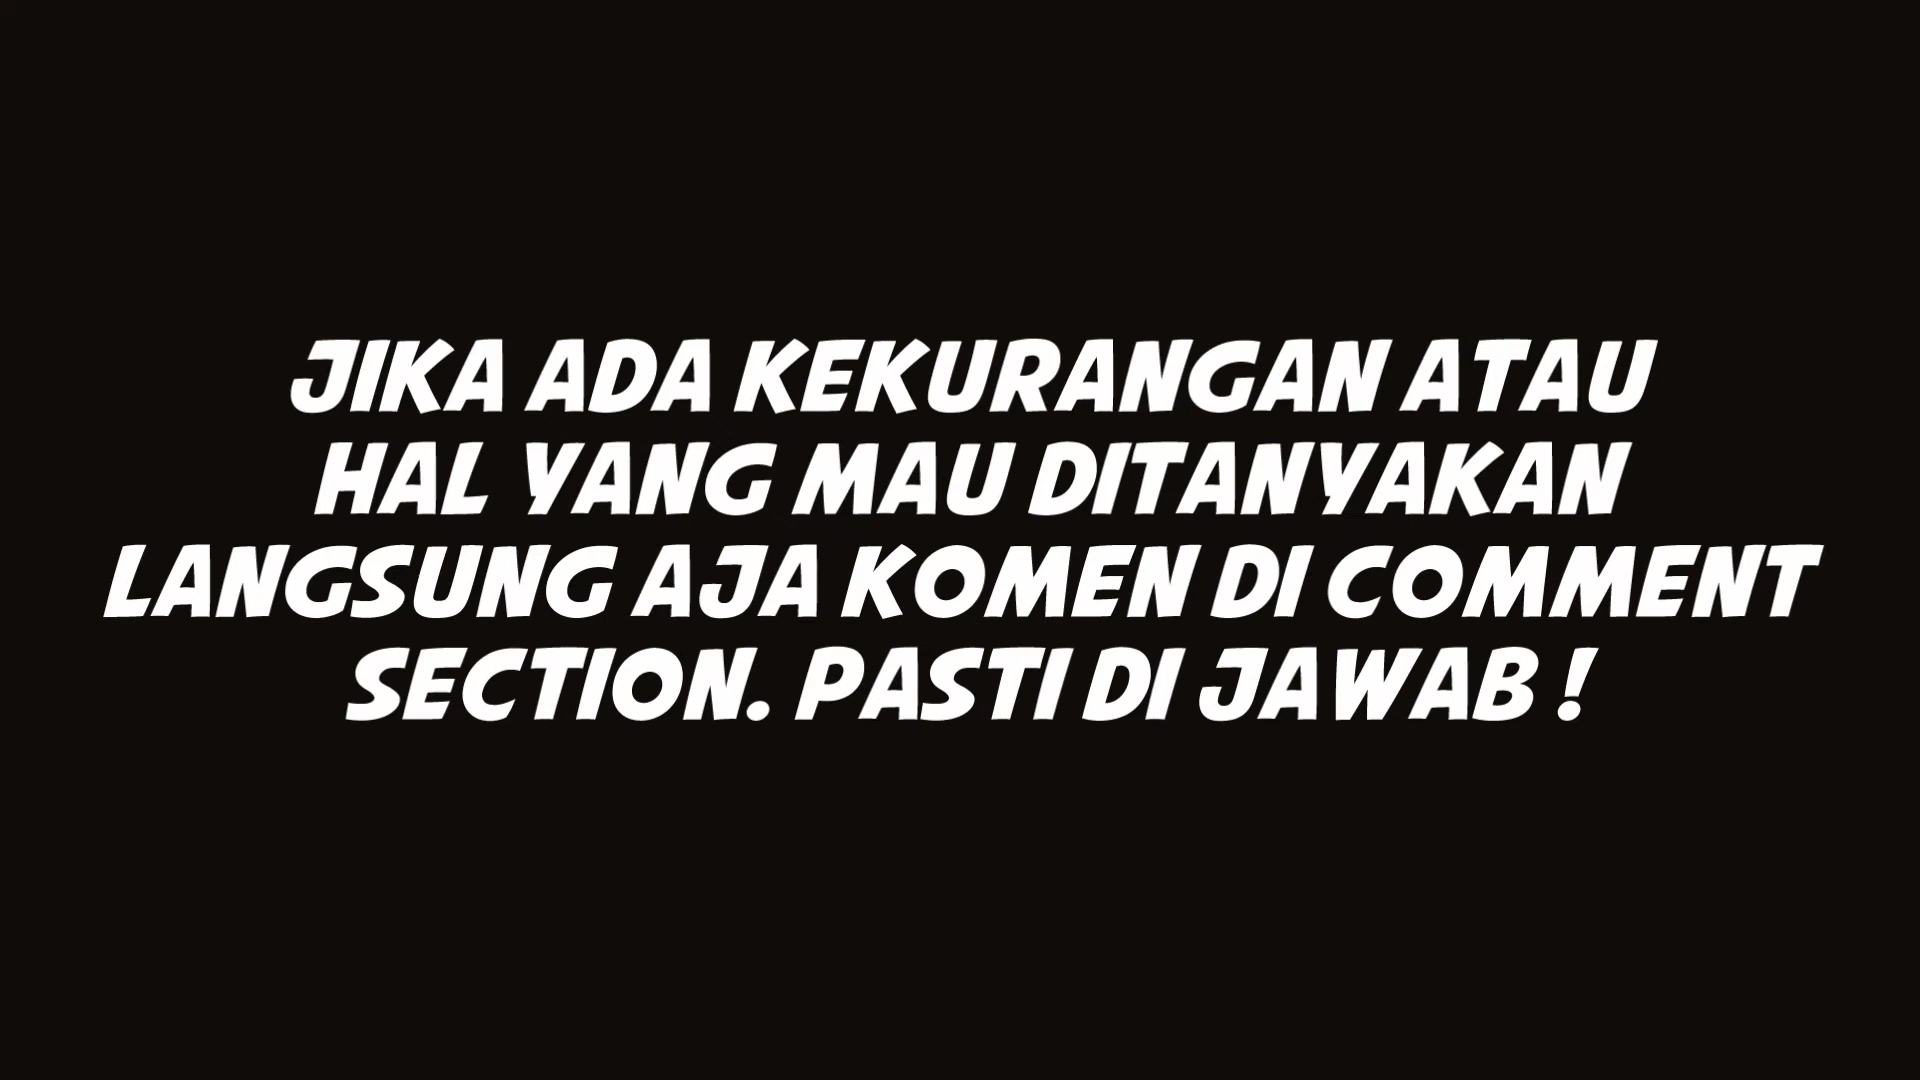 JIKA ADA KEKURANGAN ATAU
HAL YANG MAU DITANYAKAN
LANGSUNG AJA KOMEN DI COMMENT
SECTION. PASTI DI JAWAB !